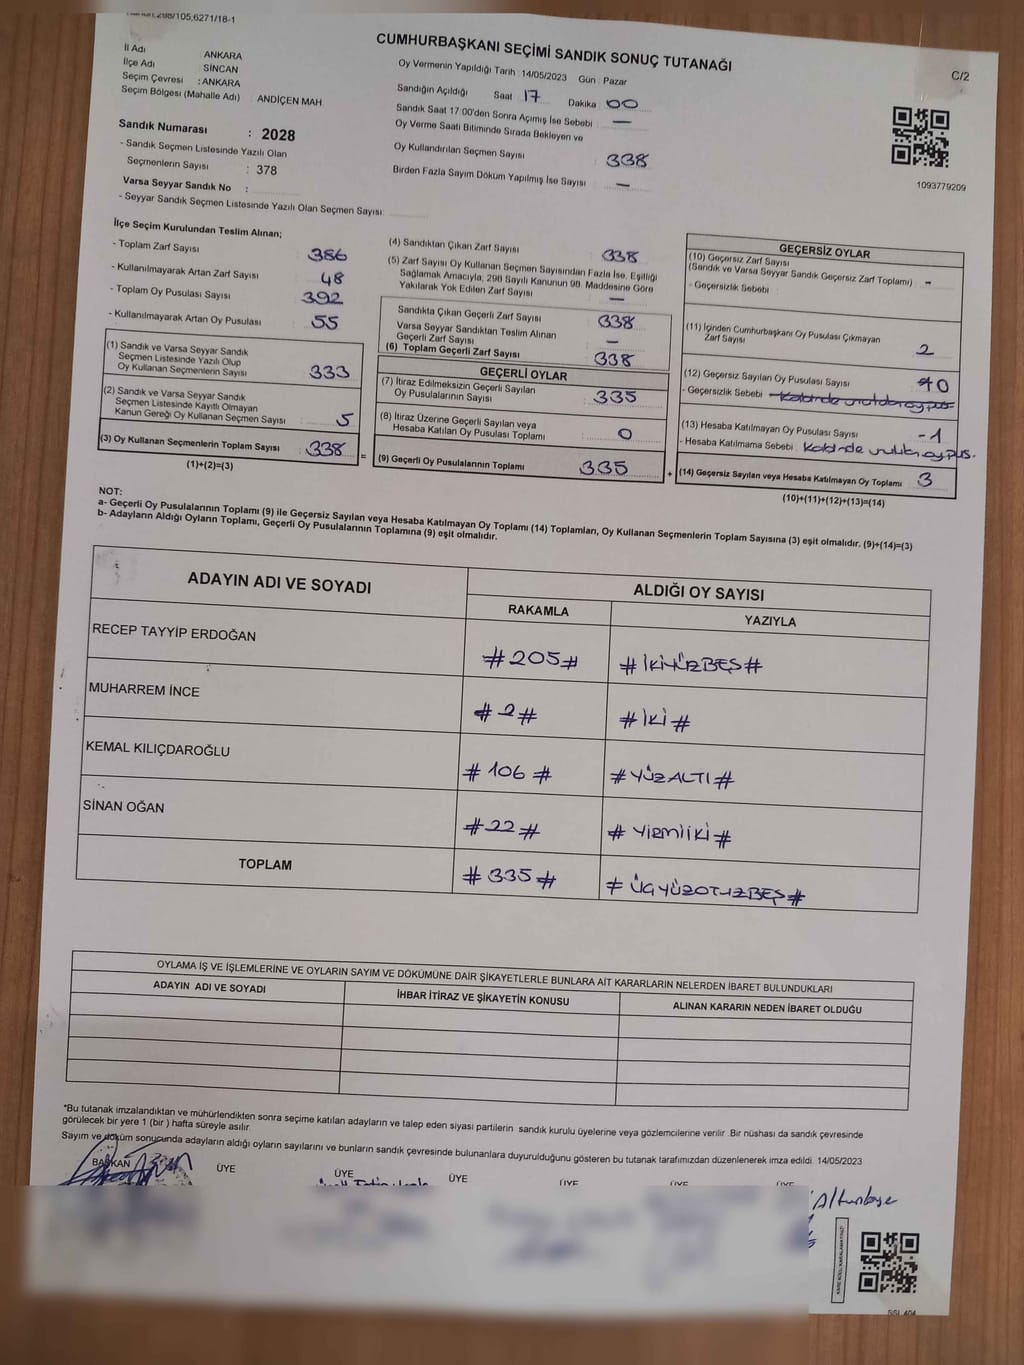 CUMHURBAŞKANI SEÇİMİ SANDIK SONUÇ TUTANAĞI
C/2
İl Adı ANKARA
İlçe Adı SİNCAN
Seçim Çevresi : ANKARA
Seçim Bölgesi (Mahalle Adı) : ANDİÇEN MAH
Sandık Numarası : 2028
- Sandık Seçmen Listesinde Yazılı Olan
Seçmenlerin Sayısı : 378
Varsa Seyyar Sandık No :
- Seyyar Sandık Seçmen Listesinde Yazılı Olan Seçmen Sayısı:
Oy Vermenin Yapıldığı Tarih : 14/05/2023 Gün : Pazar
Sandığın Açıldığı Saat 17 Dakika 00
Sandık Saat 17:00'den Sonra Açımış İse Sebebi : —
Oy Verme Saati Bitiminde Sırada Bekleyen ve
Oy Kullandırılan Seçmen Sayısı : 338
Birden Fazla Sayım Döküm Yapılmış İse Sayısı : —
1093779209
İlçe Seçim Kurulundan Teslim Alınan;
- Toplam Zarf Sayısı 386
- Kullanılmayarak Artan Zarf Sayısı 48
- Toplam Oy Pusulası Sayısı 392
- Kullanılmayarak Artan Oy Pusulası 55
(1) Sandık ve Varsa Seyyar Sandık
Seçmen Listesinde Yazılı Olup
Oy Kullanan Seçmenlerin Sayısı : 333
(2) Sandık ve Varsa Seyyar Sandık
Seçmen Listesinde Kayıtlı Olmayan
Kanun Gereği Oy Kullanan Seçmen Sayısı : 5
(3) Oy Kullanan Seçmenlerin Toplam Sayısı : 338
(1)+(2)=(3)
(4) Sandıktan Çıkan Zarf Sayısı : 338
(5) Zarf Sayısı Oy Kullanan Seçmen Sayısından Fazla İse, Eşitliği
Sağlamak Amacıyla, 298 Sayılı Kanunun 98. Maddesine Göre
Yakılarak Yok Edilen Zarf Sayısı : —
Sandıkta Çıkan Geçerli Zarf Sayısı : 338
Varsa Seyyar Sandıktan Teslim Alınan
Geçerli Zarf Sayısı : —
(6) Toplam Geçerli Zarf Sayısı : 338
GEÇERLİ OYLAR
(7) İtiraz Edilmeksizin Geçerli Sayılan
Oy Pusulalarının Sayısı : 335
(8) İtiraz Üzerine Geçerli Sayılan veya
Hesaba Katılan Oy Pusulası Toplamı : 0
(9) Geçerli Oy Pusulalarının Toplamı : 335
GEÇERSİZ OYLAR
(10) Geçersiz Zarf Sayısı
(Sandık ve Varsa Seyyar Sandık Geçersiz Zarf Toplamı) : -
- Geçersizlik Sebebi :
(11) İçinden Cumhurbaşkanı Oy Pusulası Çıkmayan
Zarf Sayısı : 2
(12) Geçersiz Sayılan Oy Pusulası Sayısı : 0
- Geçersizlik Sebebi
(13) Hesaba Katılmayan Oy Pusulası Sayısı : -1
- Hesaba Katılmama Sebebi : Kabinde unutulan oy pus.
(14) Geçersiz Sayılan veya Hesaba Katılmayan Oy Toplamı : 3
(10)+(11)+(12)+(13)=(14)
NOT:
a- Geçerli Oy Pusulalarının Toplamı (9) ile Geçersiz Sayılan veya Hesaba Katılmayan Oy Toplamı (14) Toplamları, Oy Kullanan Seçmenlerin Toplam Sayısına (3) eşit olmalıdır. (9)+(14)=(3)
b- Adayların Aldığı Oyların Toplamı, Geçerli Oy Pusulalarının Toplamına (9) eşit olmalıdır.
ADAYIN ADI VE SOYADI ALDIĞI OY SAYISI
RAKAMLA YAZIYLA
RECEP TAYYİP ERDOĞAN #205# #İKİYÜZBEŞ#
MUHARREM İNCE #2# #İKİ#
KEMAL KILIÇDAROĞLU #106# #YÜZALTI#
SİNAN OĞAN #22# #YİRMİİKİ#
TOPLAM #335# #ÜÇYÜZOTUZBEŞ#
OYLAMA İŞ VE İŞLEMLERİNE VE OYLARIN SAYIM VE DÖKÜMÜNE DAİR ŞİKAYETLERLE BUNLARA AİT KARARLARIN NELERDEN İBARET BULUNDUKLARI
ADAYIN ADI VE SOYADI İHBAR İTİRAZ VE ŞİKAYETİN KONUSU ALINAN KARARIN NEDEN İBARET OLDUĞU
*Bu tutanak imzalandıktan ve mühürlendikten sonra seçime katılan adayların ve talep eden siyasi partilerin sandık kurulu üyelerine veya gözlemcilerine verilir .Bir nüshası da sandık çevresinde
görülecek bir yere 1 (bir ) hafta süreyle asılır.
Sayım ve döküm sonucunda adayların aldığı oyların sayılarını ve bunların sandık çevresinde bulunanlara duyurulduğunu gösteren bu tutanak tarafımızdan düzenlenerek imza edildi. 14/05/2023
BAŞKAN ÜYE ÜYE ÜYE ÜYE ÜYE ÜYE